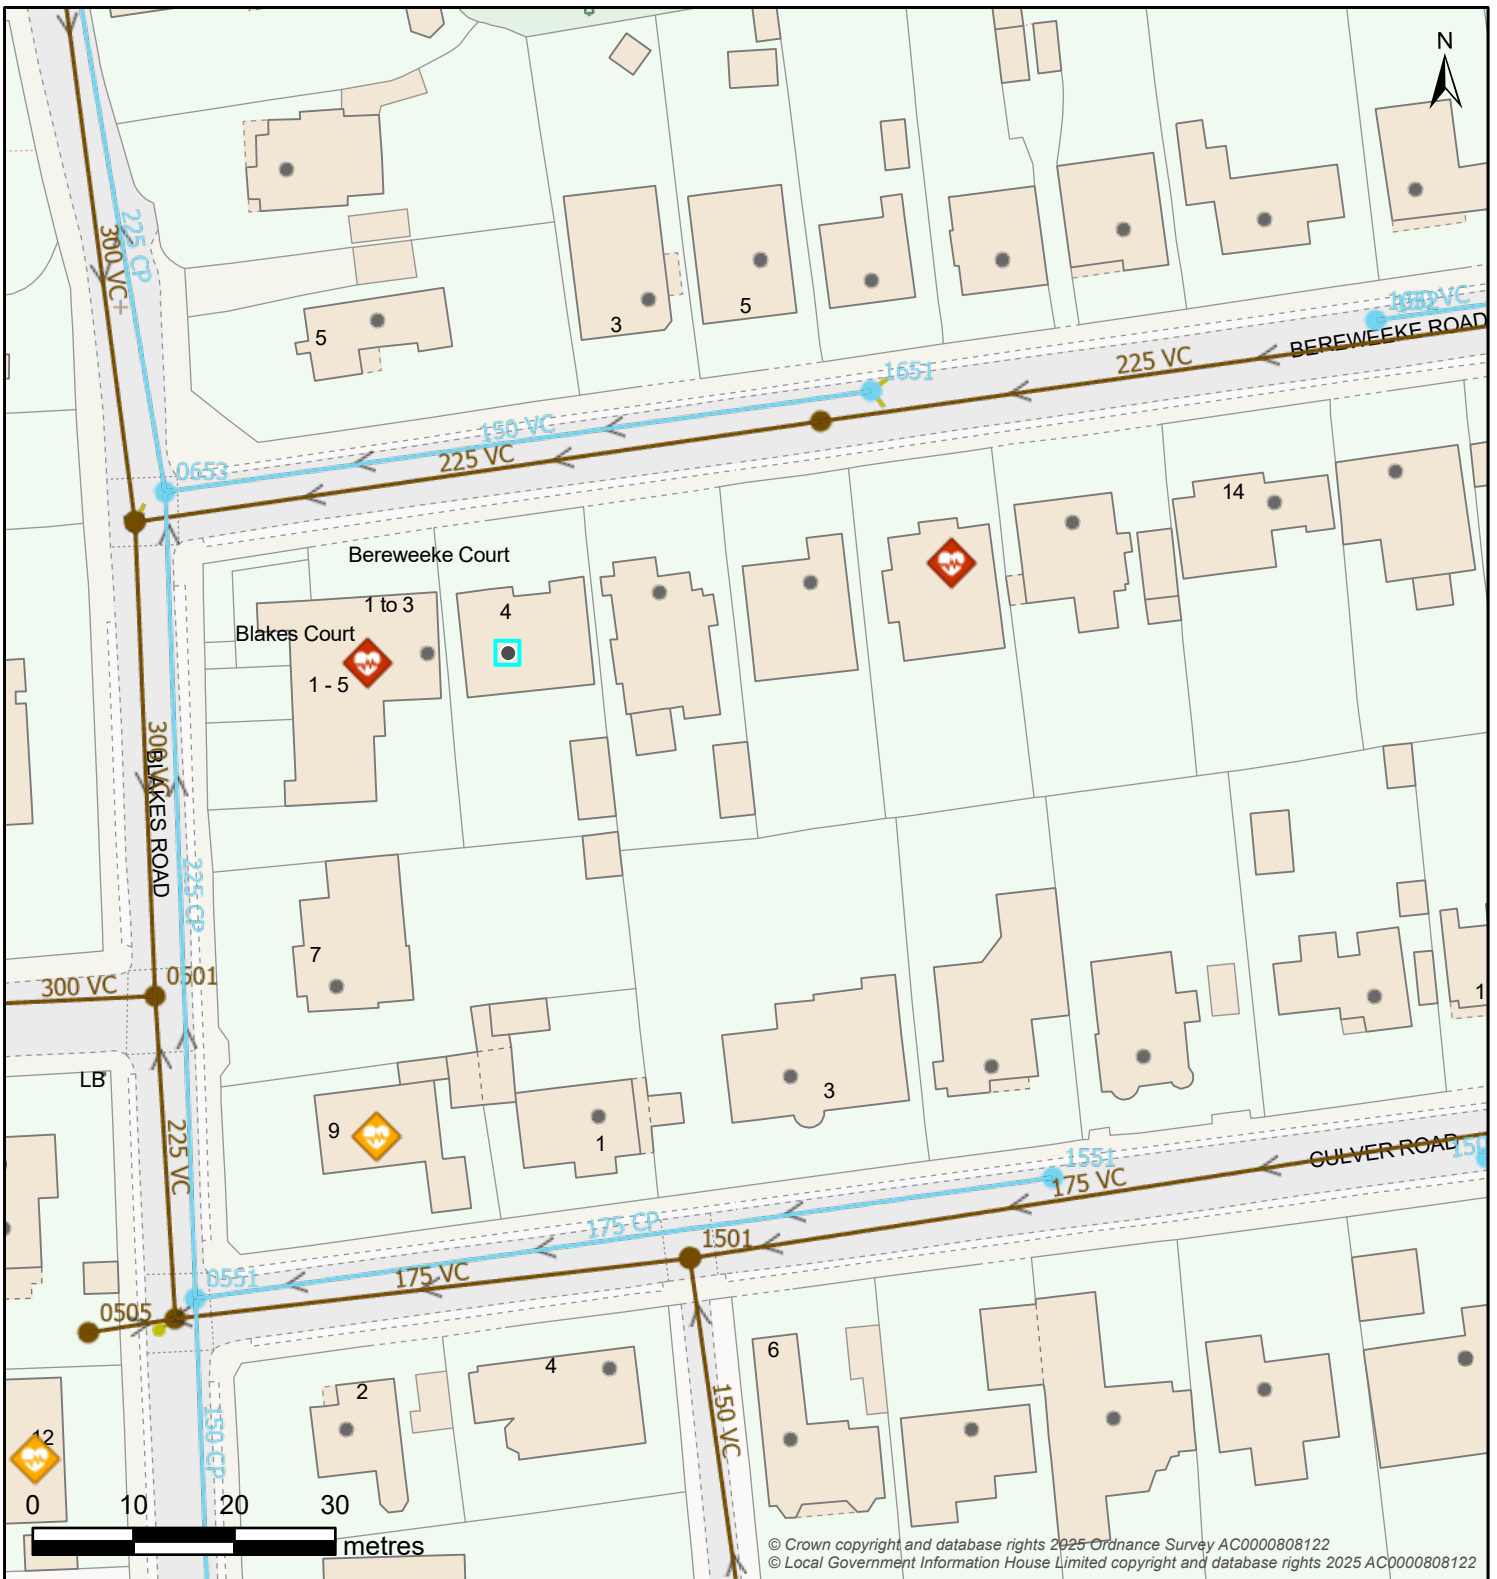 N
225 CP
300 VC
3
5
5
1651
225 VC
BEREWEEKE ROAD
150 VC
225 VC
0653
14
Bereweeke Court
1 to 3
4
Blakes Court
1 - 5
300 VC
BLAKES ROAD
225 CP
7
0501
300 VC
LB
3
9
1
225 VC
CULVER ROAD
1551
175 VC
175 CP
1501
0551
175 VC
0505
6
4
2
150 VC
150 CP
12
0 10 20 30
metres
© Crown copyright and database rights 2025 Ordnance Survey AC0000808122
© Local Government Information House Limited copyright and database rights 2025 AC0000808122